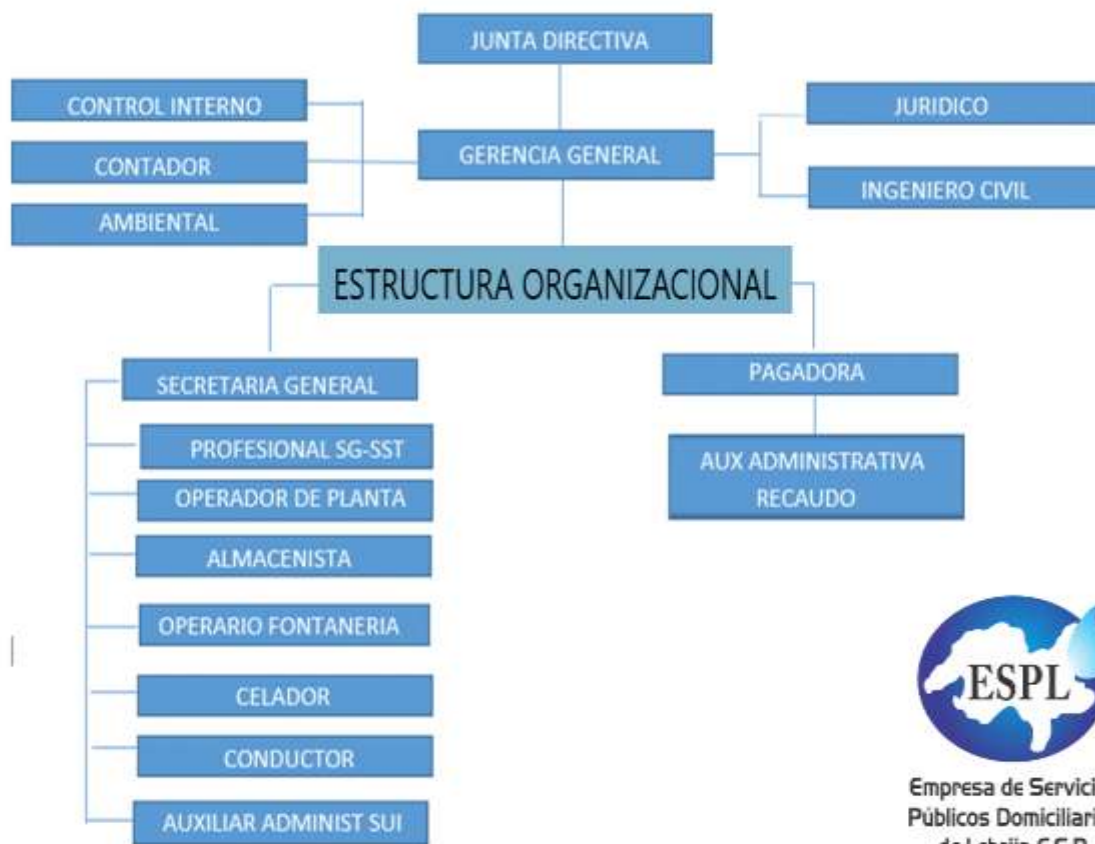 JUNTA DIRECTIVA
CONTROL INTERNO
JURIDICO
GERENCIA GENERAL
CONTADOR
INGENIERO CIVIL
AMBIENTAL
ESTRUCTURA ORGANIZACIONAL
SECRETARIA GENERAL
PROFESIONAL SG-SST
OPERADOR DE PLANTA
ALMACENISTA
OPERARIO FONTANERIA
CELADOR
CONDUCTOR
AUXILIAR ADMINIST SUI
PAGADORA
AUX ADMINISTRATIVA
RECAUDO
ESPL
Empresa de Servici
Públicos Domiciliari
de